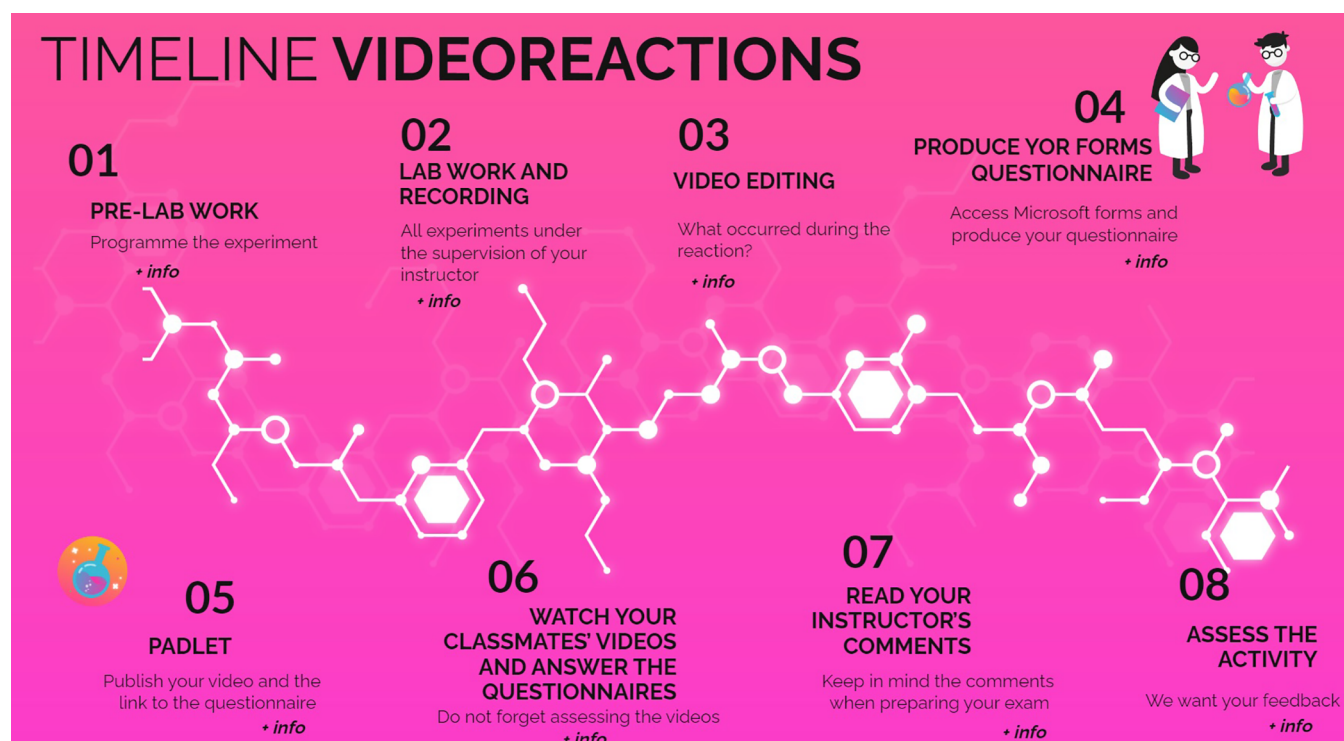 TIMELINE VIDEOREACTIONS
01
PRE-LAB WORK
Programme the experiment
+ info
02
LAB WORK AND
RECORDING
All experiments under
the supervision of your
instructor
+ info
03
VIDEO EDITING
What occurred during the
reaction?
+ info
04
PRODUCE YOR FORMS
QUESTIONNAIRE
Access Microsoft forms and
produce your questionnaire
+ info
05
PADLET
Publish your video and the
link to the questionnaire
+ info
06
WATCH YOUR
CLASSMATES’ VIDEOS
AND ANSWER THE
QUESTIONNAIRES
Do not forget assessing the videos
+ info
07
READ YOUR
INSTRUCTOR’S
COMMENTS
Keep in mind the comments
when preparing your exam
+ info
08
ASSESS THE
ACTIVITY
We want your feedback
+ info